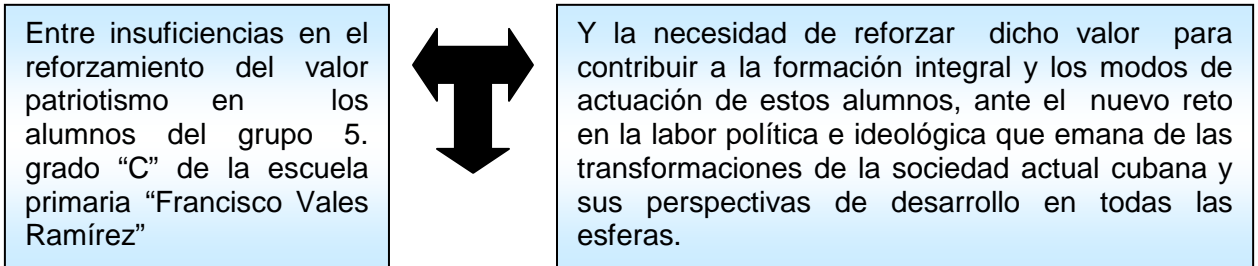 Entre insuficiencias en el
reforzamiento del valor
patriotismo en los
alumnos del grupo 5.
grado “C” de la escuela
primaria “Francisco Vales
Ramírez”
Y la necesidad de reforzar dicho valor para
contribuir a la formación integral y los modos de
actuación de estos alumnos, ante el nuevo reto
en la labor política e ideológica que emana de las
transformaciones de la sociedad actual cubana y
sus perspectivas de desarrollo en todas las
esferas.